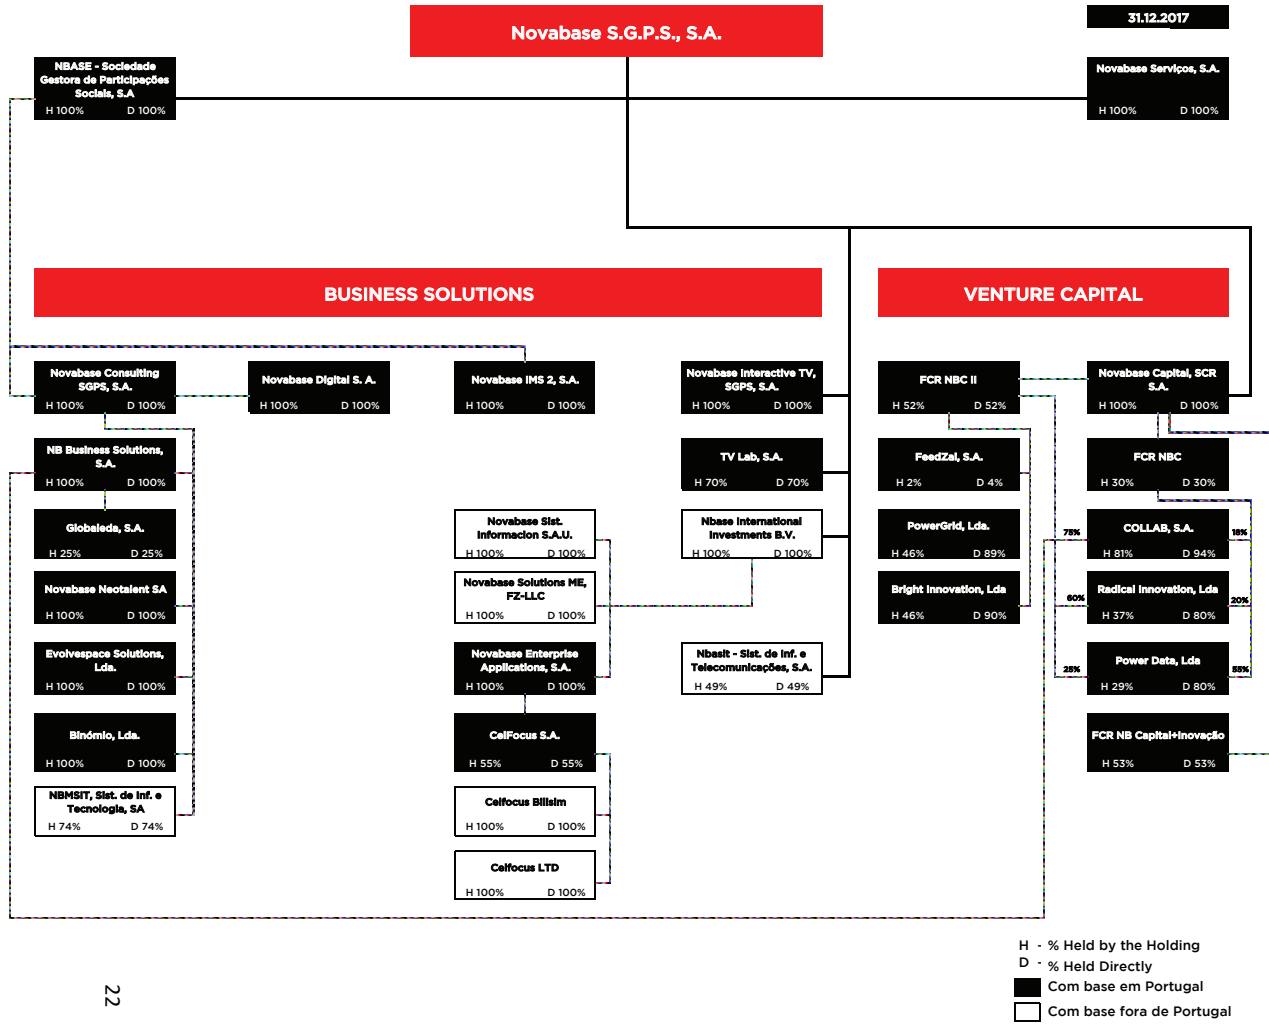 Novabase S.G.P.S., S.A.
31.12.2017
NBASE - Sociedade
Gestora de Participações
Sociais, S.A
H 100% D 100%
Novabase Serviços, S.A.
H 100% D 100%
BUSINESS SOLUTIONS
VENTURE CAPITAL
Novabase Consulting
SGPS, S.A.
H 100% D 100%
Novabase Digital S. A.
H 100% D 100%
Novabase IMS 2, S.A.
H 100% D 100%
Novabase Interactive TV,
SGPS, S.A.
H 100% D 100%
FCR NBC II
H 52% D 52%
Novabase Capital, SCR
S.A.
H 100% D 100%
NB Business Solutions,
S.A.
H 100% D 100%
TV Lab, S.A.
H 70% D 70%
FeedZai, S.A.
H 2% D 4%
FCR NBC
H 30% D 30%
Globaleda, S.A.
H 25% D 25%
Novabase Sist.
Informacion S.A.U.
H 100% D 100%
Nbase International
Investments B.V.
H 100% D 100%
PowerGrid, Lda.
H 46% D 89%
75%
COLLAB, S.A.
H 81% D 94%
18%
Novabase Neotalent SA
H 100% D 100%
Novabase Solutions ME,
FZ-LLC
H 100% D 100%
Bright Innovation, Lda
H 46% D 90%
60%
Radical Innovation, Lda
H 37% D 80%
20%
Evolvespace Solutions,
Lda.
H 100% D 100%
Novabase Enterprise
Applications, S.A.
H 100% D 100%
Nbasit - Sist. de Inf. e
Telecomunicações, S.A.
H 49% D 49%
25%
Power Data, Lda
H 29% D 80%
55%
Binómio, Lda.
H 100% D 100%
CelFocus S.A.
H 55% D 55%
FCR NB Capital+Inovação
H 53% D 53%
NBMSIT, Sist. de Inf. e
Tecnologia, SA
H 74% D 74%
Celfocus Bilisim
H 100% D 100%
Celfocus LTD
H 100% D 100%
H - % Held by the Holding
D - % Held Directly
Com base em Portugal
Com base fora de Portugal
22